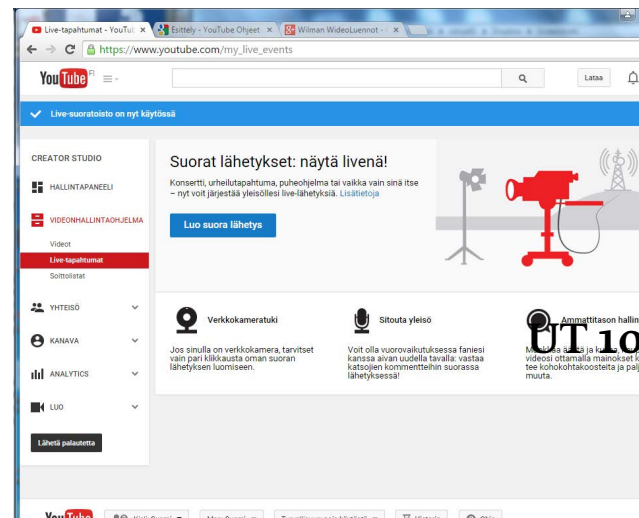 Live-tapahtumat - YouTub
Esittely - YouTube Ohjeet
Wilman WideoLuennot -
https://www.youtube.com/my_live_events
YouTube FI
Lataa
Live-suoratoisto on nyt käytössä
CREATOR STUDIO
HALLINTAPANEELI
VIDEONHALLINTAOHJELMA
Videot
Live-tapahtumat
Soittolistat
YHTEISÖ
KANAVA
ANALYTICS
LUO
Lähetä palautetta
Suorat lähetykset: näytä livenä!
Konsertti, urheilutapahtuma, puheohjelma tai vaikka vain sinä itse
– nyt voit järjestää yleisöllesi live-lähetyksiä. Lisätietoja
Luo suora lähetys
Verkkokameratuki
Jos sinulla on verkkokamera, tarvitset
vain pari klikkausta oman suoran
lähetyksen luomiseen.
Sitouta yleisö
Voit olla vuorovaikutuksessa faniesi
kanssa aivan uudella tavalla: vastaa
katsojien kommentteihin suorassa
lähetyksessä!
Ammattitason hallin
UT 10
ja
videosi ottamalla mainokset k
tee kohokohtakoosteita ja palj
muuta.
YouTube